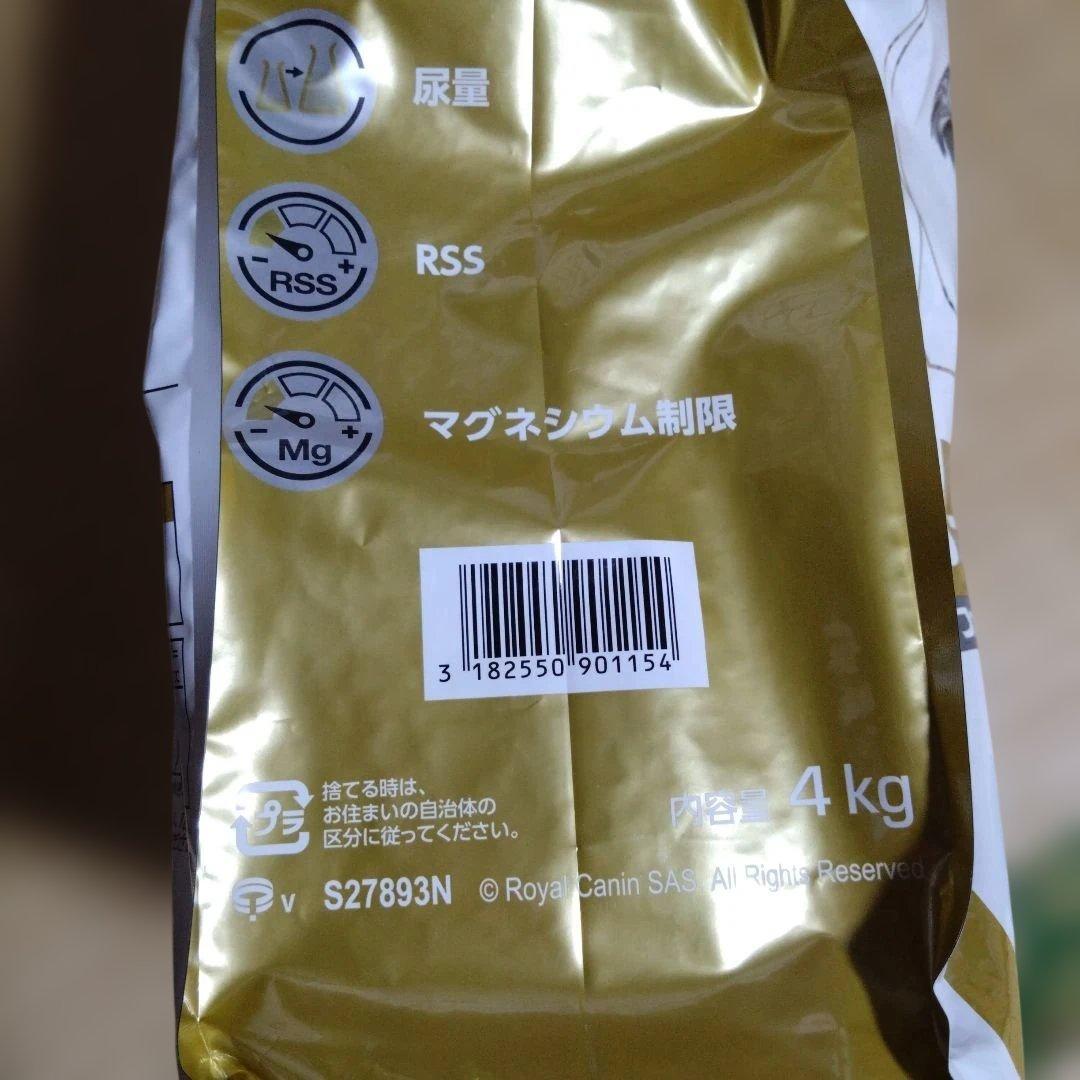 尿量
- RSS +
RSS
- Mg +
マグネシウム制限
3 182550 901154
プラ
捨てる時は、
お住まいの自治体の
区分に従ってください。
内容量 4 kg
V S27893N © Royal Canin SAS. All Rights Reserved